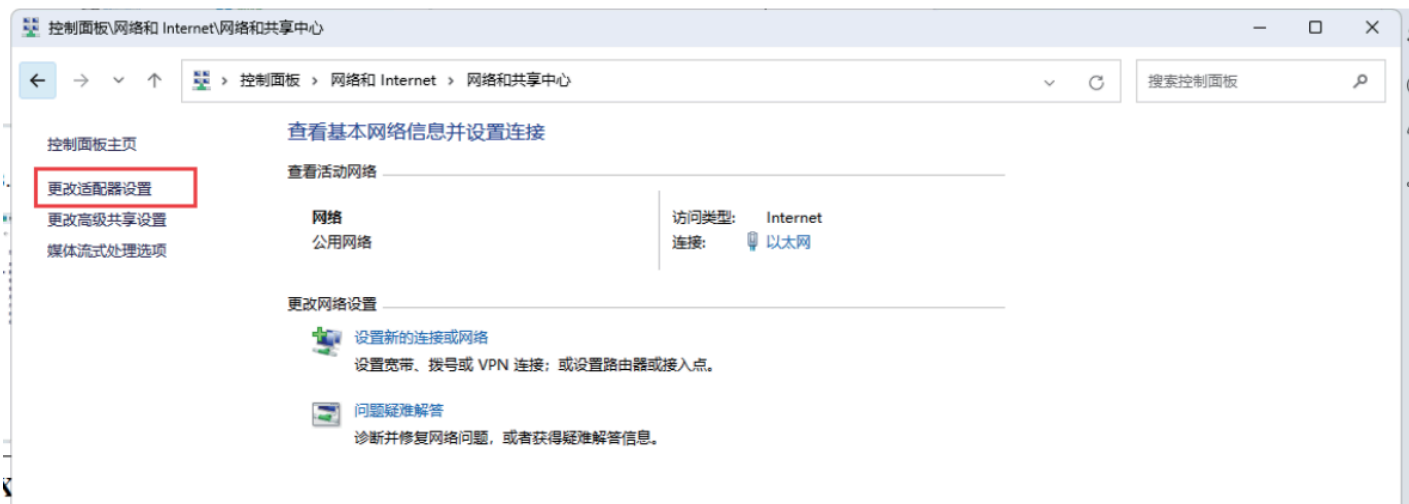 控制面板\网络和 Internet\网络和共享中心
控制面板 › 网络和 Internet › 网络和共享中心
搜索控制面板
控制面板主页
更改适配器设置
更改高级共享设置
媒体流式处理选项
查看基本网络信息并设置连接
查看活动网络
网络
公用网络
访问类型: Internet
连接: 以太网
更改网络设置
设置新的连接或网络
设置宽带、拨号或 VPN 连接；或设置路由器或接入点。
问题疑难解答
诊断并修复网络问题，或者获得疑难解答信息。